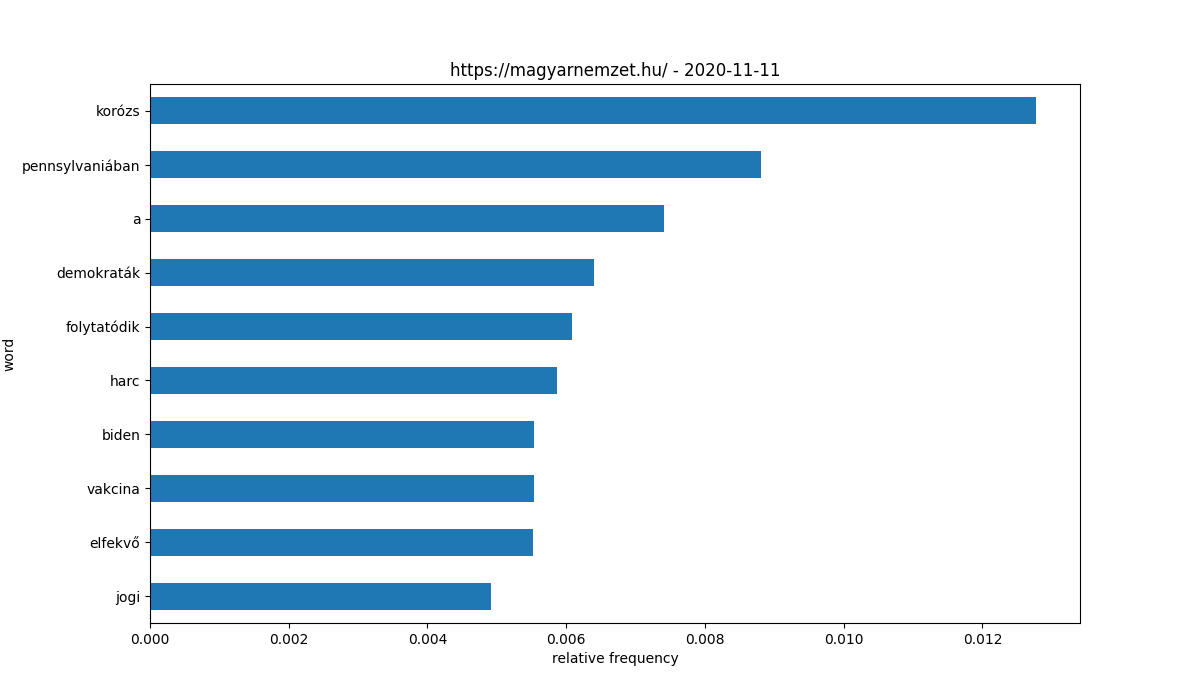 https://magyarnemzet.hu/ - 2020-11-11
korózs
pennsylvaniában
a
demokraták
folytatódik
harc
biden
vakcina
elfekvő
jogi
word
0.000 0.002 0.004 0.006 0.008 0.010 0.012
relative frequency